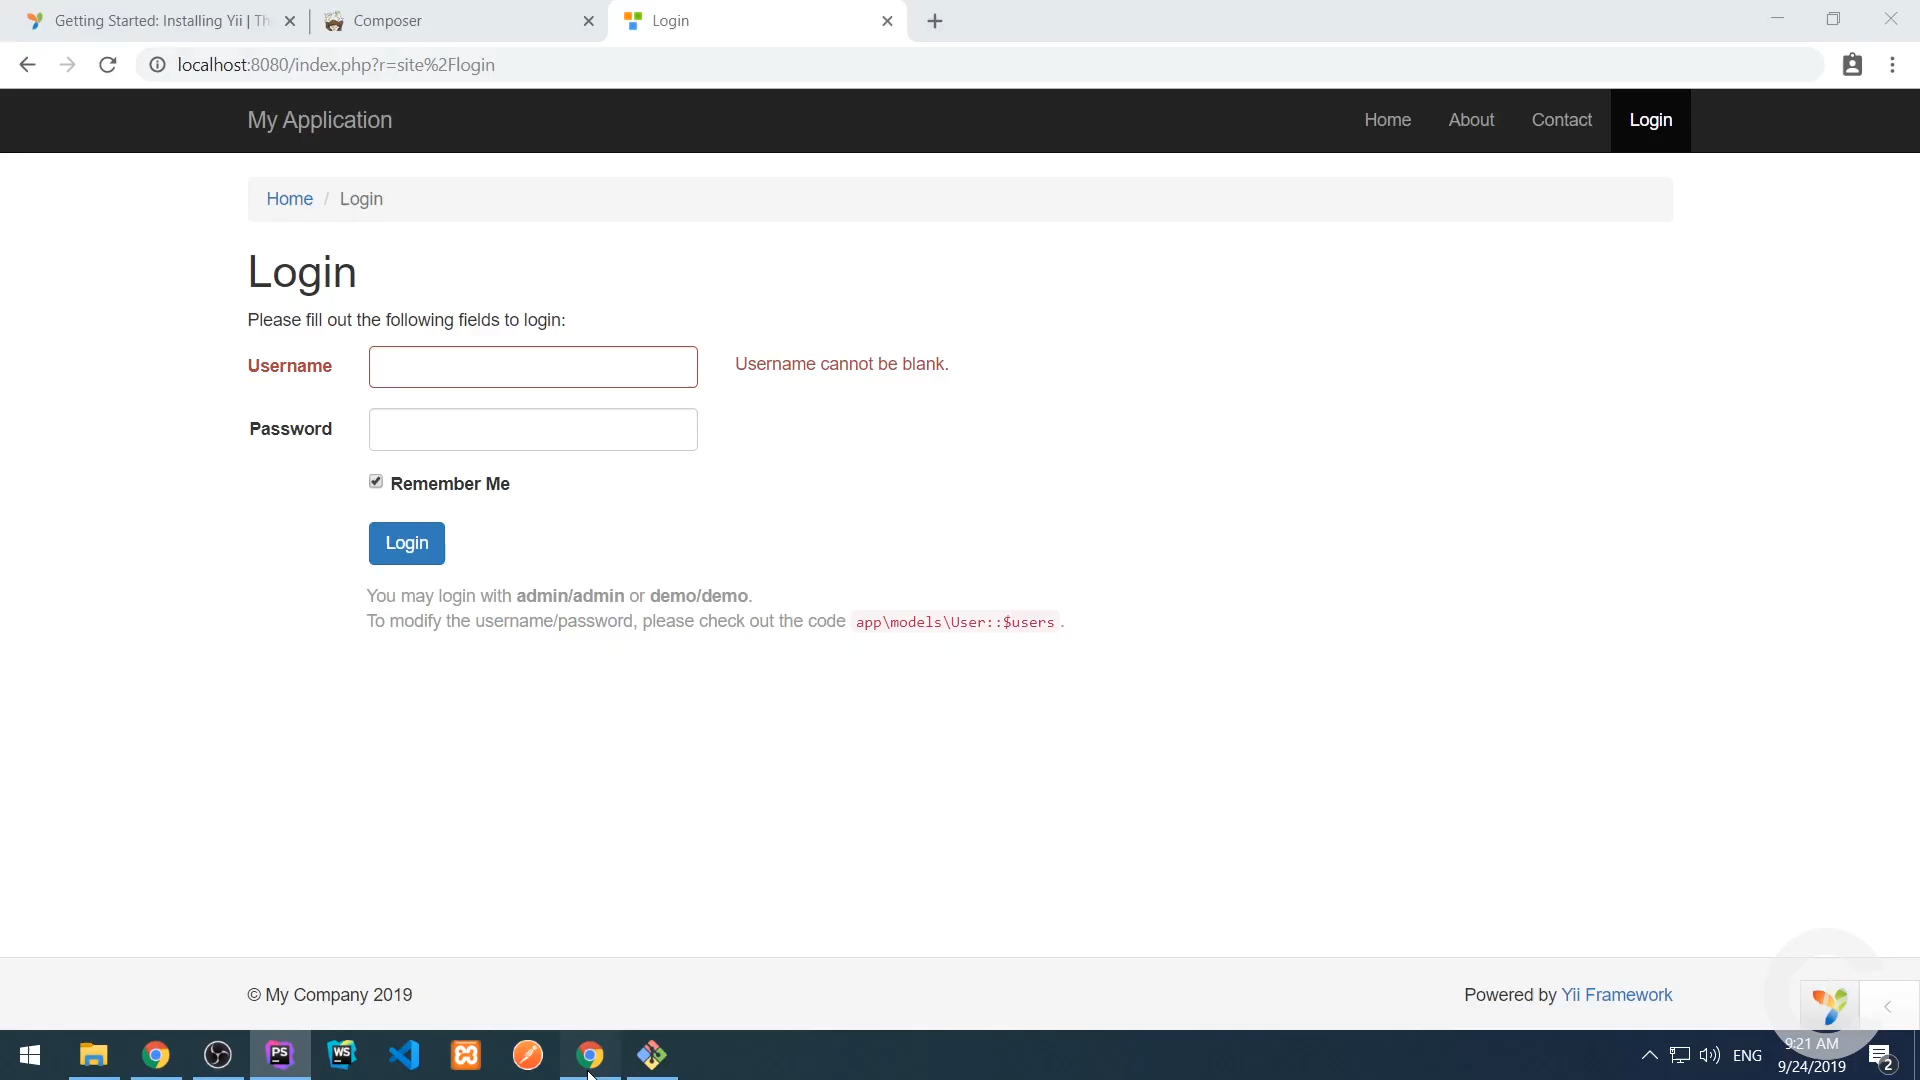 Getting Started: Installing Yii | Th
Composer
Login
localhost:8080/index.php?r=site%2Flogin
My Application
Home
About
Contact
Login
Home / Login
Login
Please fill out the following fields to login:
Username
Username cannot be blank.
Password
Remember Me
Login
You may login with admin/admin or demo/demo.
To modify the username/password, please check out the code app\models\User::$users.
© My Company 2019
Powered by Yii Framework
PS
WS
ENG
9:21 AM
9/24/2019
2